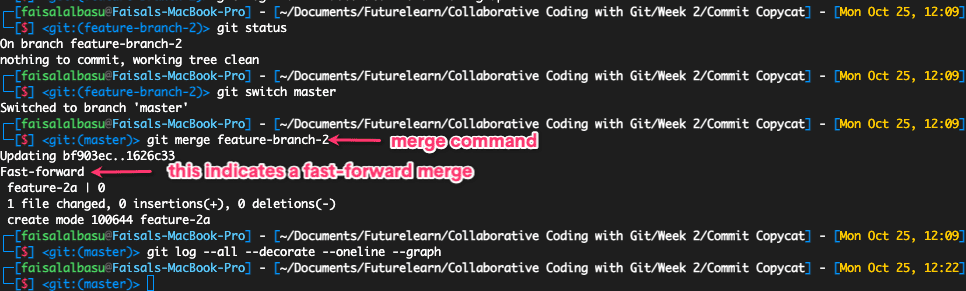 [$] <git:(feature-branch-2)> git status
On branch feature-branch-2
nothing to commit, working tree clean
[faisalalbasu@Faisals-MacBook-Pro] - [~/Documents/Futurelearn/Collaborative Coding with Git/Week 2/Commit Copycat] - [Mon Oct 25, 12:09]
[$] <git:(feature-branch-2)> git switch master
Switched to branch 'master'
[faisalalbasu@Faisals-MacBook-Pro] - [~/Documents/Futurelearn/Collaborative Coding with Git/Week 2/Commit Copycat] - [Mon Oct 25, 12:09]
[$] <git:(master)> git merge feature-branch-2 merge command
Updating bf903ec..1626c33
Fast-forward this indicates a fast-forward merge
feature-2a | 0
1 file changed, 0 insertions(+), 0 deletions(-)
create mode 100644 feature-2a
[faisalalbasu@Faisals-MacBook-Pro] - [~/Documents/Futurelearn/Collaborative Coding with Git/Week 2/Commit Copycat] - [Mon Oct 25, 12:09]
[$] <git:(master)> git log --all --decorate --oneline --graph
[faisalalbasu@Faisals-MacBook-Pro] - [~/Documents/Futurelearn/Collaborative Coding with Git/Week 2/Commit Copycat] - [Mon Oct 25, 12:22]
[$] <git:(master)>